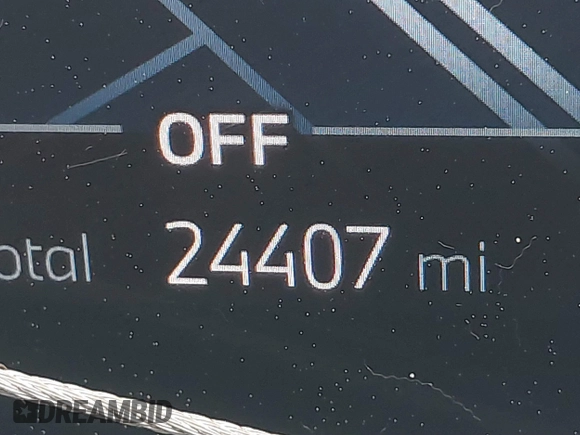 OFF
otal 24407 mi
DREAMBID